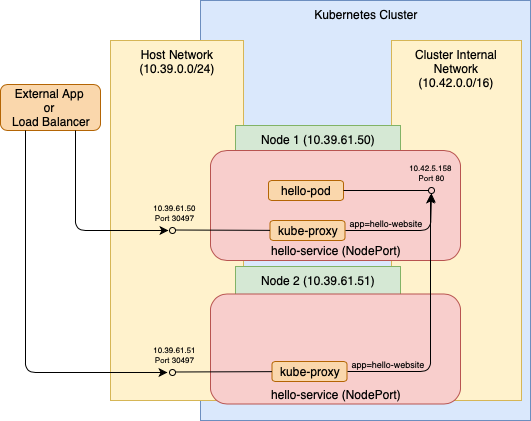 Kubernetes Cluster
Host Network
(10.39.0.0/24)
Cluster Internal
Network
(10.42.0.0/16)
External App
or
Load Balancer
Node 1 (10.39.61.50)
10.42.5.158
Port 80
hello-pod
10.39.61.50
Port 30497
kube-proxy
app=hello-website
hello-service (NodePort)
Node 2 (10.39.61.51)
10.39.61.51
Port 30497
kube-proxy
app=hello-website
hello-service (NodePort)